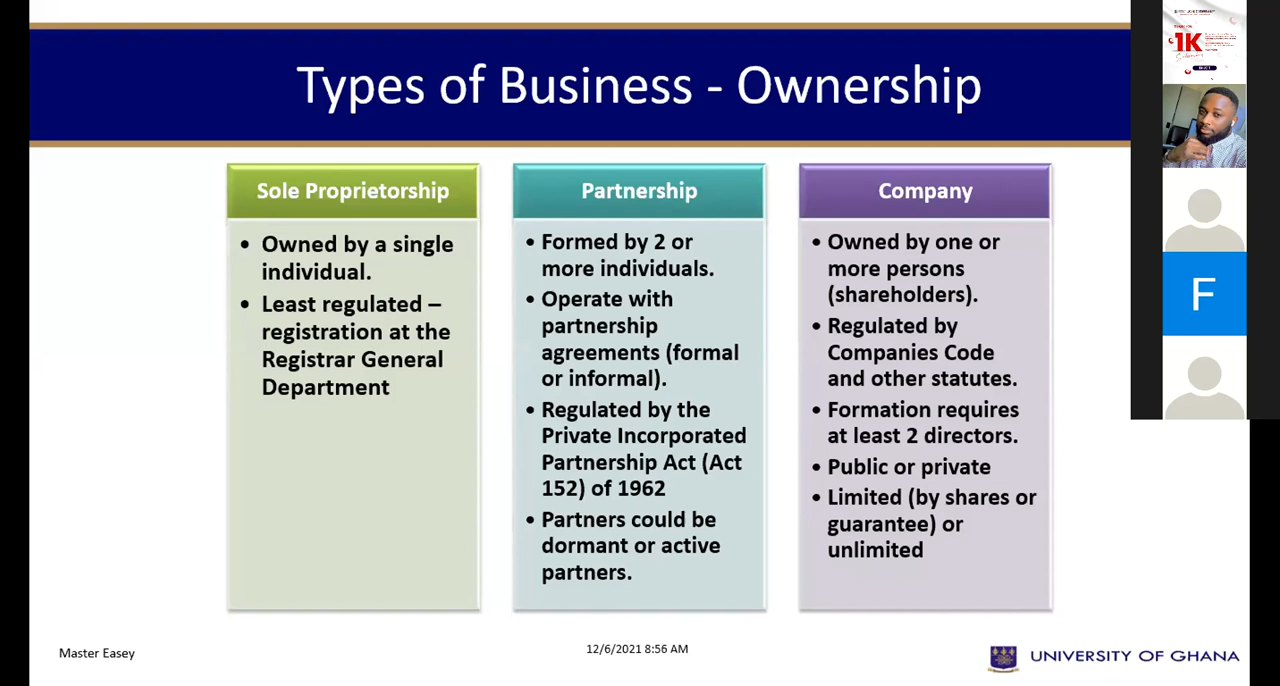 Types of Business - Ownership
Sole Proprietorship
• Owned by a single
individual.
• Least regulated –
registration at the
Registrar General
Department
Partnership
• Formed by 2 or
more individuals.
• Operate with
partnership
agreements (formal
or informal).
• Regulated by the
Private Incorporated
Partnership Act (Act
152) of 1962
• Partners could be
dormant or active
partners.
Company
• Owned by one or
more persons
(shareholders).
• Regulated by
Companies Code
and other statutes.
• Formation requires
at least 2 directors.
• Public or private
• Limited (by shares or
guarantee) or
unlimited
Master Easey
12/6/2021 8:56 AM
UNIVERSITY OF GHANA
1K
F